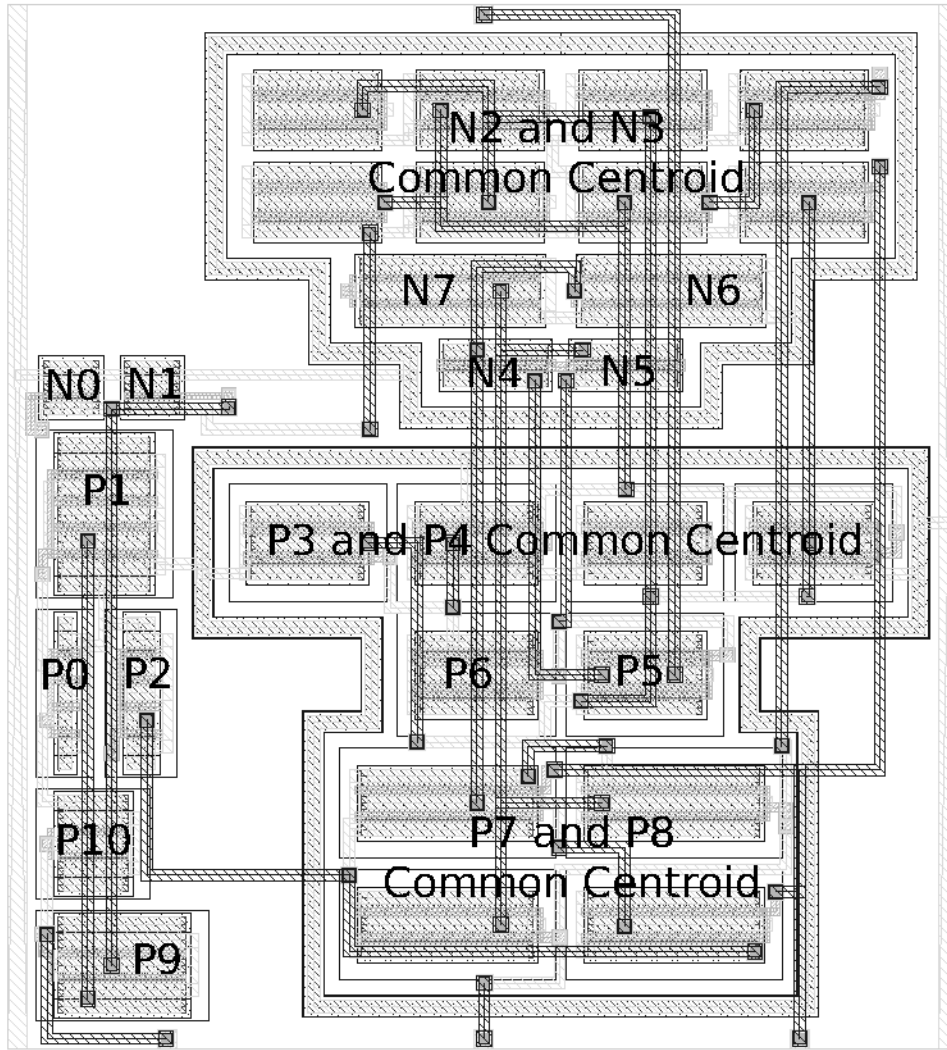 N2 and N3
Common Centroid
N7
N6
N4
N5
N0
N1
P1
P3 and P4 Common Centroid
P0
P2
P6
P5
P10
P7 and P8
Common Centroid
P9